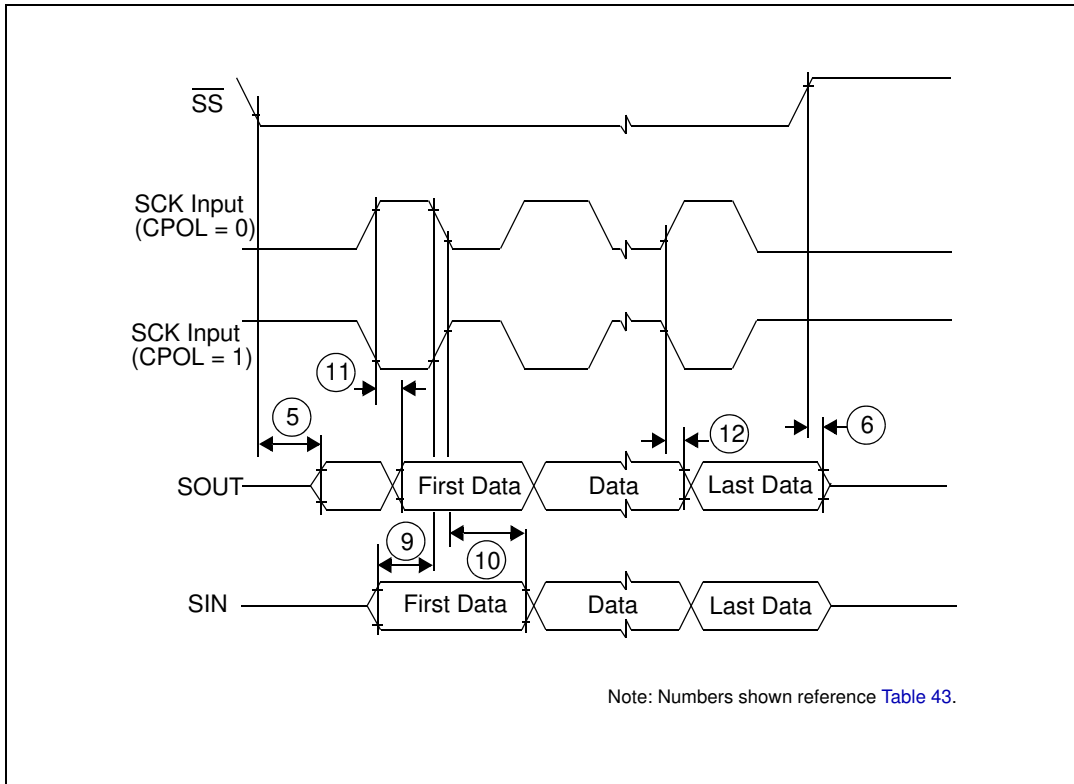 SS
SCK Input
(CPOL = 0)
SCK Input
(CPOL = 1)
11
5
12
6
SOUT
First Data
Data
Last Data
9
10
SIN
First Data
Data
Last Data
Note: Numbers shown reference Table 43.